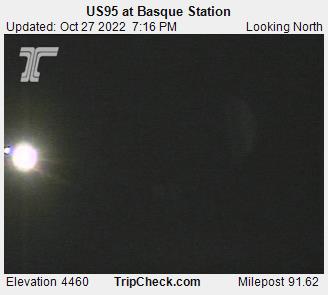 US95 at Basque Station
Updated: Oct 27 2022 7:16 PM Looking North
Elevation 4460 TripCheck.com Milepost 91.62